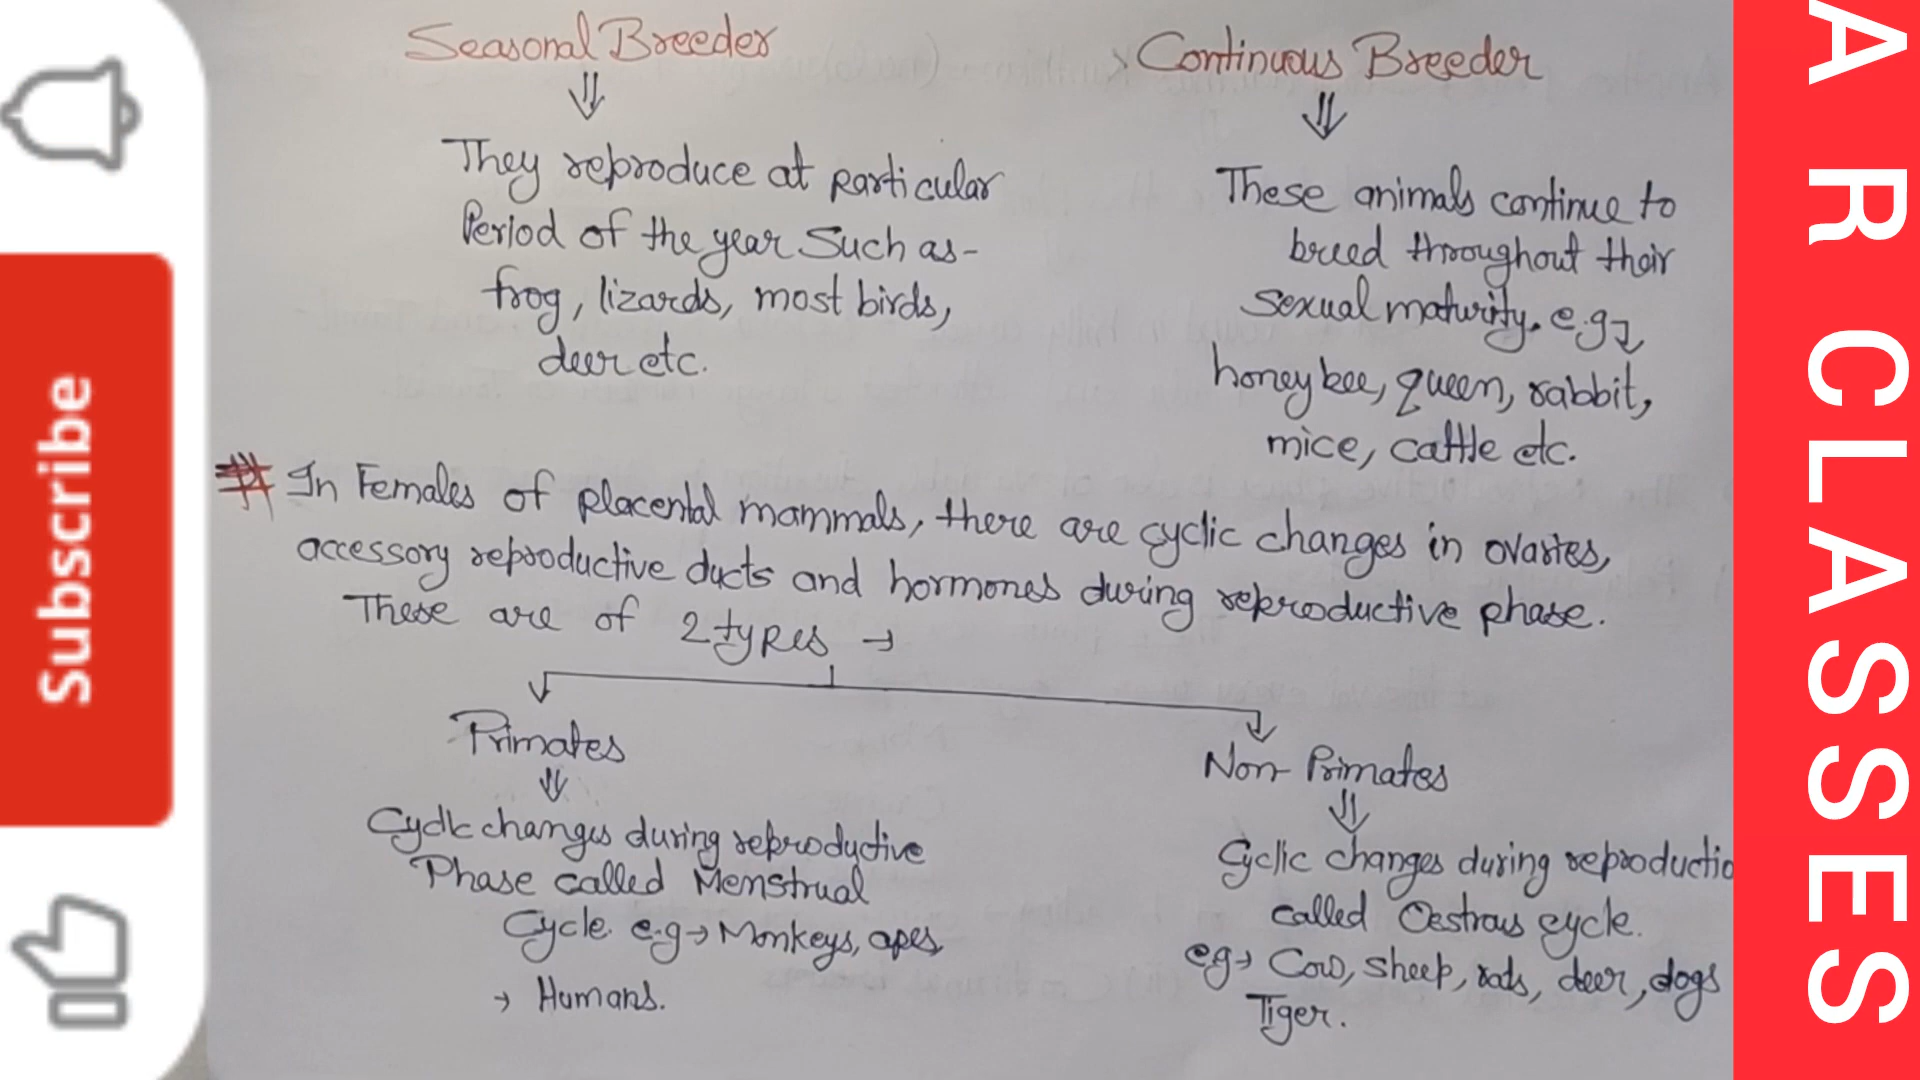 Seasonal Breeder
They reproduce at particular
Period of the year Such as-
frog, lizards, most birds,
deer etc.
Continuous Breeder
These animals continue to
breed throughout their
sexual maturity. e.g
honey bee, queen, rabbit,
mice, cattle etc.
# In Females of placental mammals, there are cyclic changes in ovaries,
accessory reproductive ducts and hormones during reproductive phase.
These are of 2 types →
Primates
Cyclic changes during reproductive
Phase called Menstrual
Cycle e.g→ Monkeys, apes,
→ Humans.
Non Primates
Cyclic changes during reproductio
called Oestrous cycle.
eg→ Cow, sheep, rats, deer, dogs
Tiger.
Subscribe
A R CLASSES